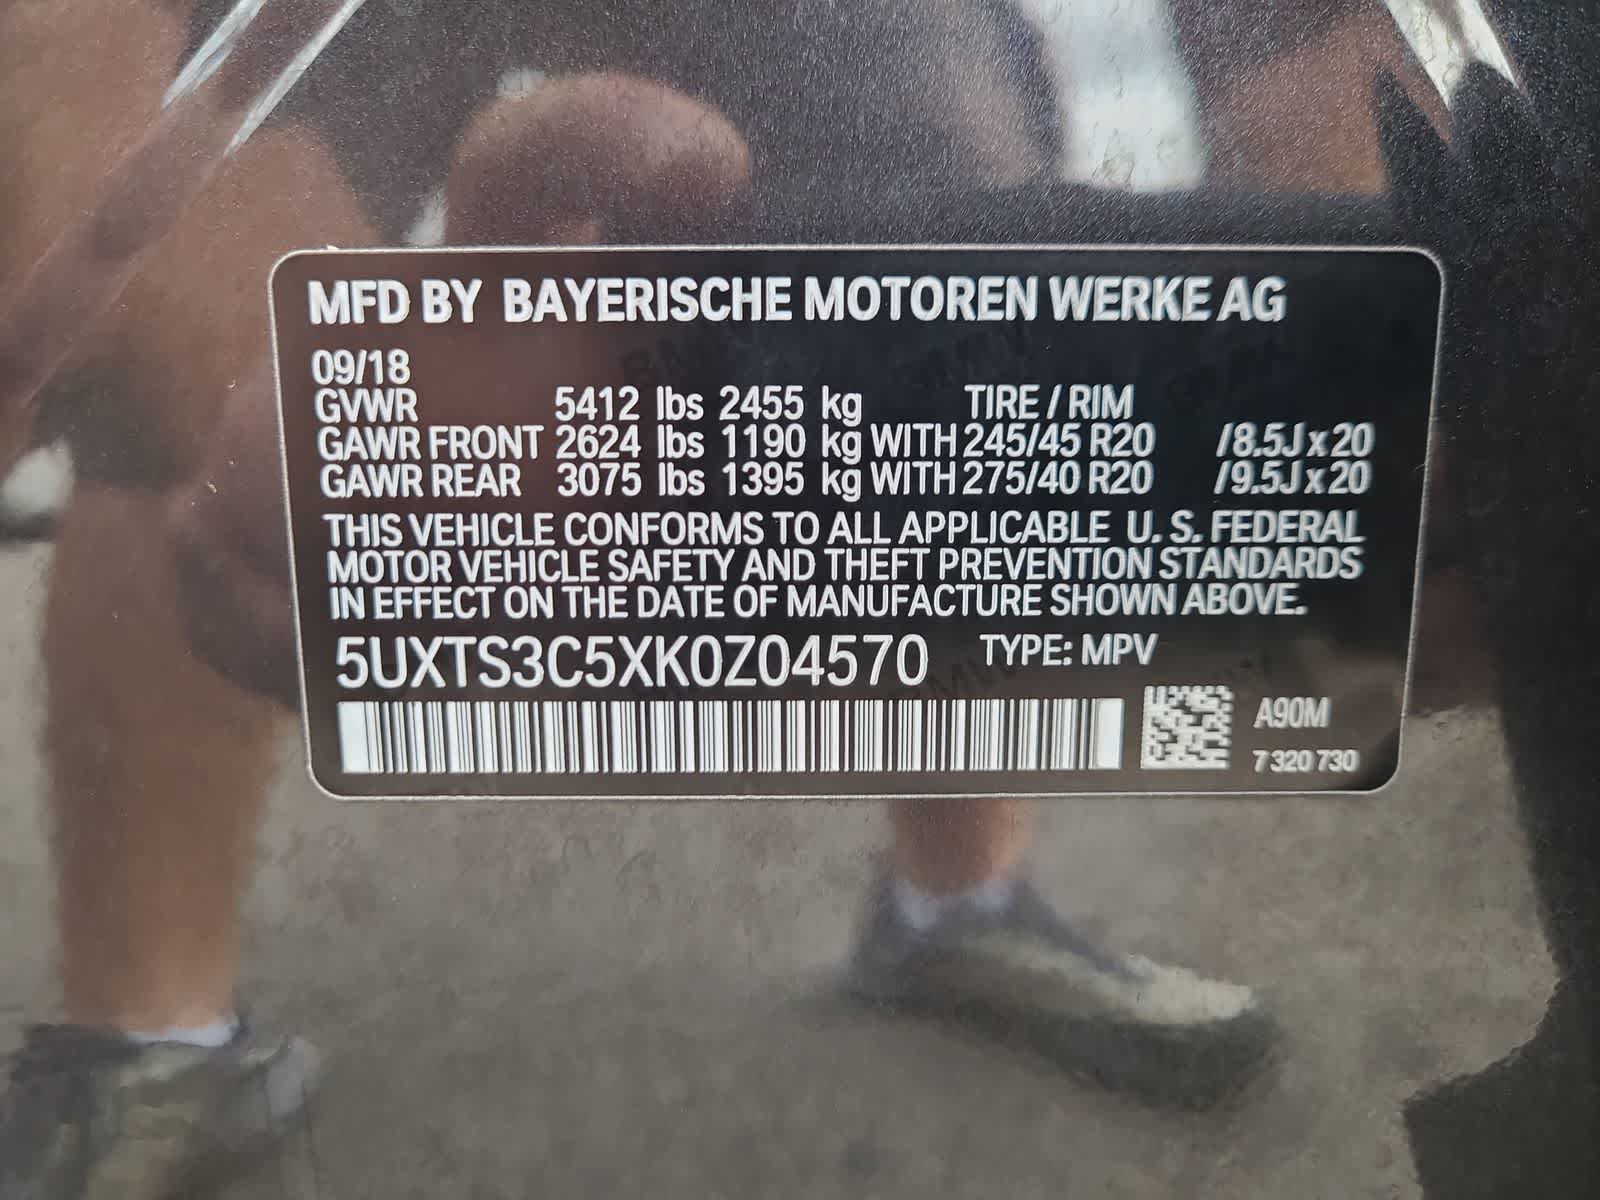 MFD BY BAYERISCHE MOTOREN WERKE AG
09/18
GVWR 5412 lbs 2455 kg TIRE / RIM
GAWR FRONT 2624 lbs 1190 kg WITH 245/45 R20 /8.5J x 20
GAWR REAR 3075 lbs 1395 kg WITH 275/40 R20 /9.5J x 20
THIS VEHICLE CONFORMS TO ALL APPLICABLE U. S. FEDERAL
MOTOR VEHICLE SAFETY AND THEFT PREVENTION STANDARDS
IN EFFECT ON THE DATE OF MANUFACTURE SHOWN ABOVE.
5UXTS3C5XK0Z04570 TYPE: MPV
A90M
7 320 730